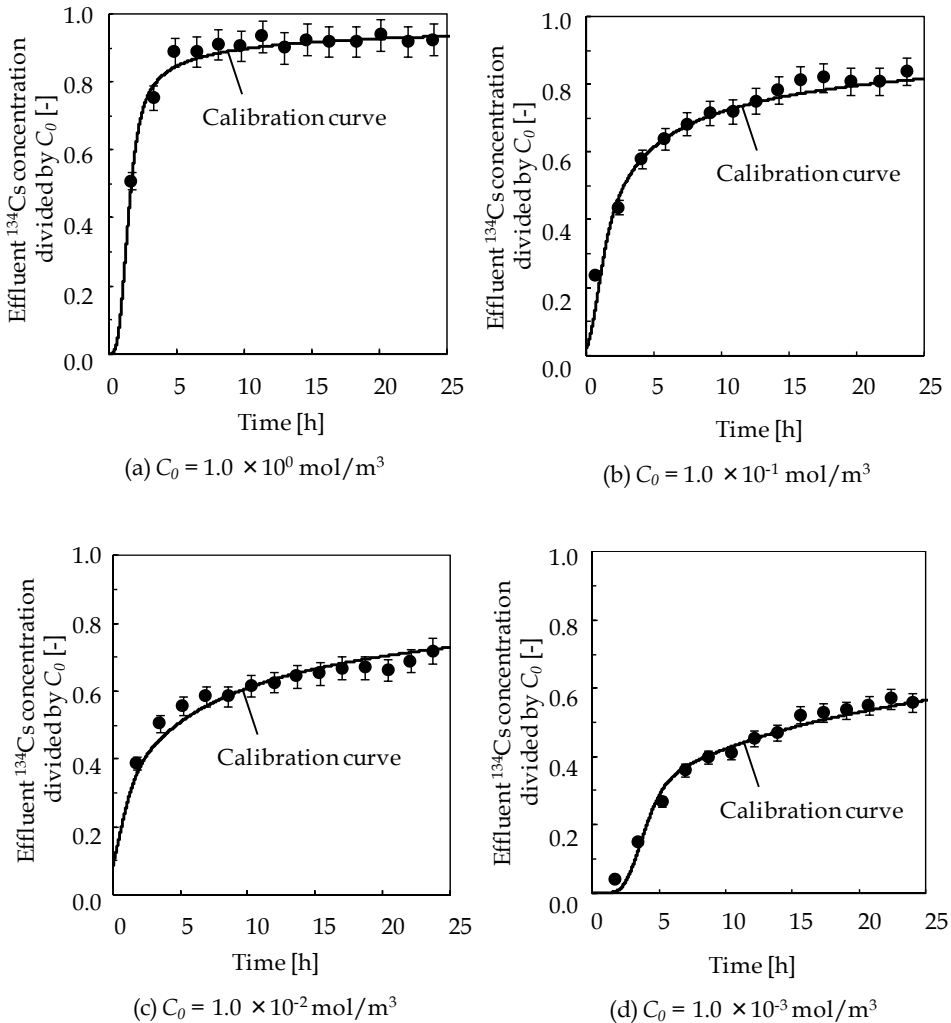 Effluent ¹³⁴Cs concentration
divided by C₀ [-]
1.0
0.8
0.6
0.4
0.2
0.0
Calibration curve
0 5 10 15 20 25
Time [h]
(a) C₀ = 1.0 × 10⁰ mol/m³
Effluent ¹³⁴Cs concentration
divided by C₀ [-]
1.0
0.8
0.6
0.4
0.2
0.0
Calibration curve
0 5 10 15 20 25
Time [h]
(b) C₀ = 1.0 × 10⁻¹ mol/m³
Effluent ¹³⁴Cs concentration
divided by C₀ [-]
1.0
0.8
0.6
0.4
0.2
0.0
Calibration curve
0 5 10 15 20 25
Time [h]
(c) C₀ = 1.0 × 10⁻² mol/m³
Effluent ¹³⁴Cs concentration
divided by C₀ [-]
1.0
0.8
0.6
0.4
0.2
0.0
Calibration curve
0 5 10 15 20 25
Time [h]
(d) C₀ = 1.0 × 10⁻³ mol/m³